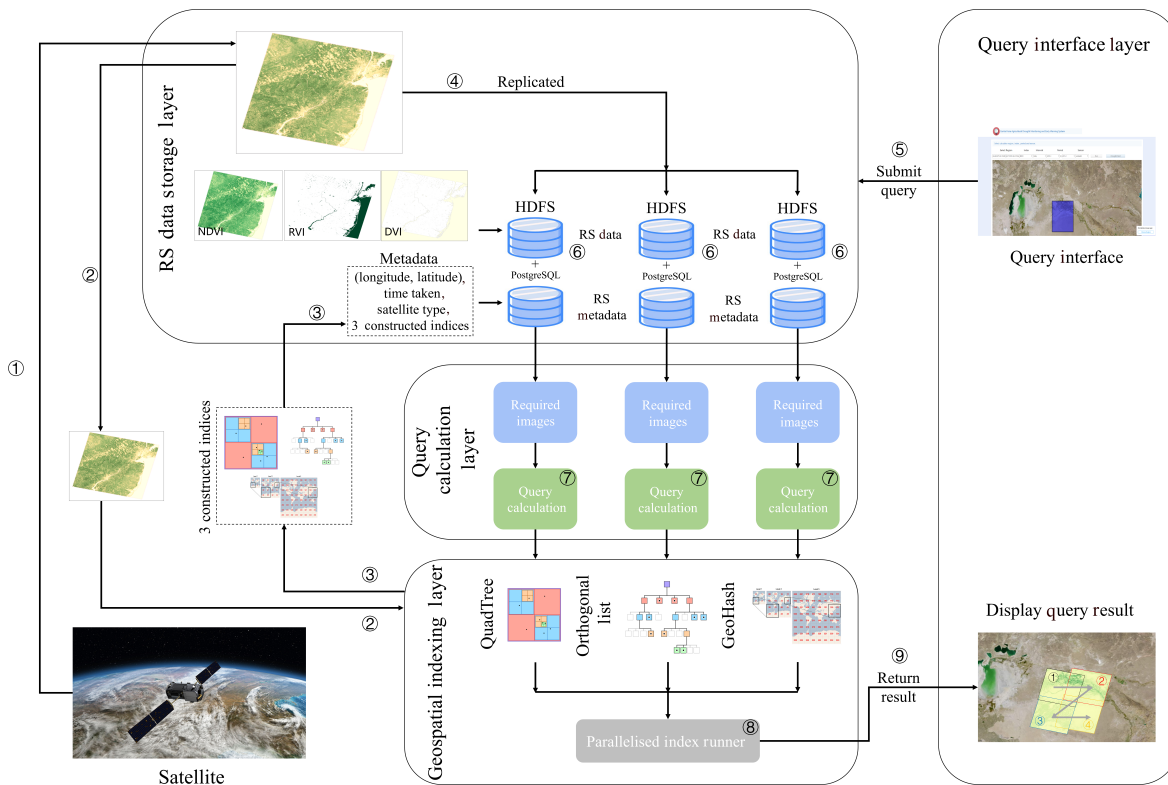 RS data storage layer
④
Replicated
NDVI
RVI
DVI
HDFS
HDFS
HDFS
RS data
RS data
⑥
⑥
⑥
+
+
+
PostgreSQL
PostgreSQL
PostgreSQL
RS
metadata
RS
metadata
Metadata
(longitude, latitude),
time taken,
satellite type,
3 constructed indices
①
②
③
3 constructed indices
③
②
Satellite
Query
calculation
layer
Required
images
Required
images
Required
images
⑦
⑦
⑦
Query
calculation
Query
calculation
Query
calculation
Geospatial indexing layer
QuadTree
Orthogonal
list
GeoHash
⑧
Parallelised index runner
Query interface layer
⑤
Submit
query
Query interface
⑨
Return
result
Display query result
①
②
③
4